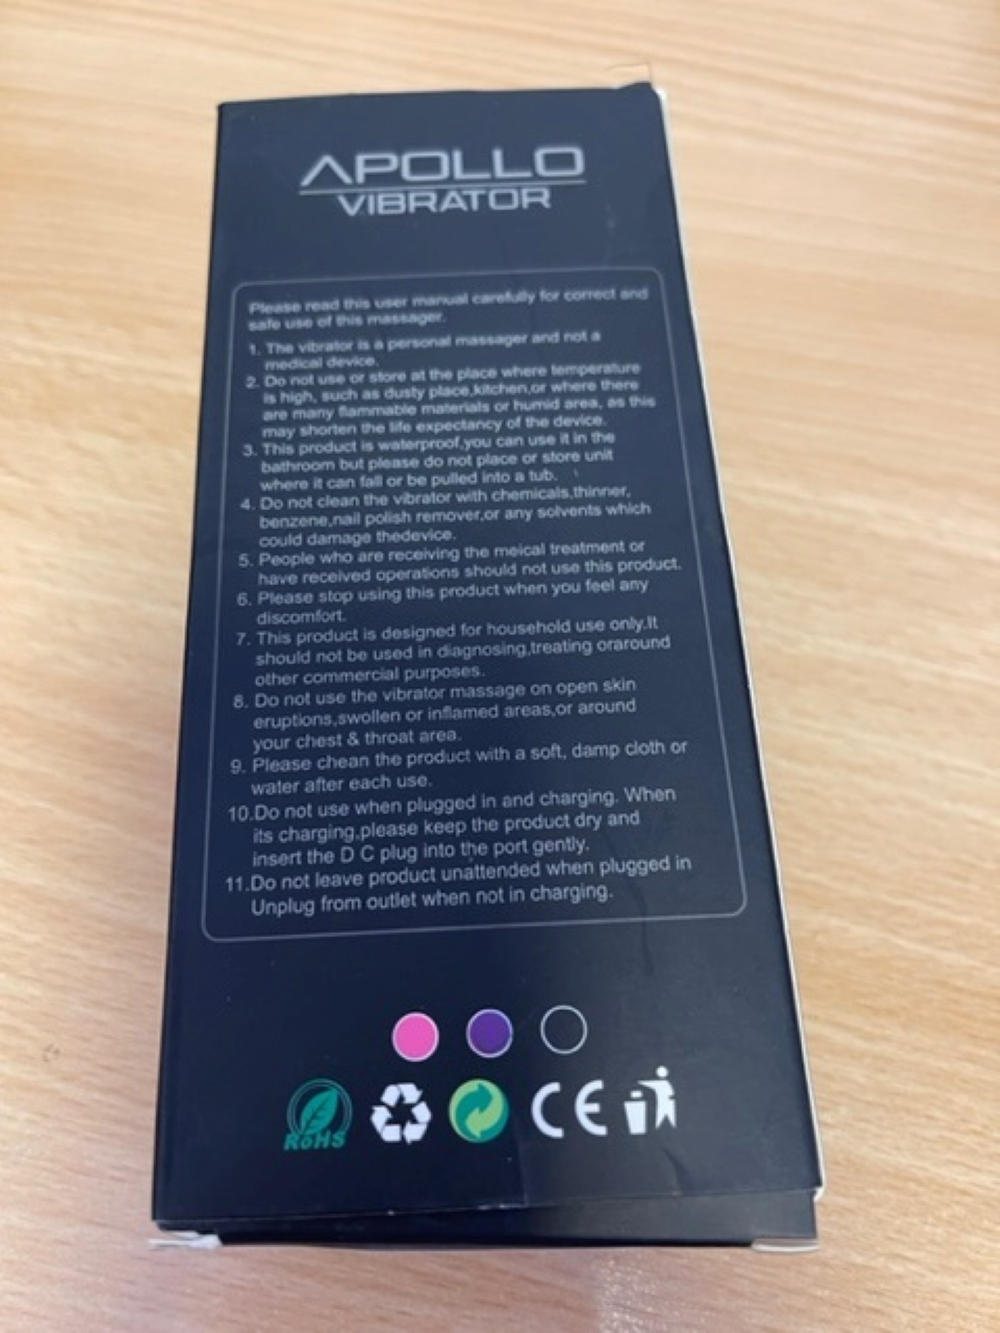 APOLLO
VIBRATOR
Please read this user manual carefully for correct and
safe use of this massager.
1. The vibrator is a personal massager and not a
medical device.
2. Do not use or store at the place where temperature
is high, such as dusty place,kitchen,or where there
are many flammable materials or humid area, as this
may shorten the life expectancy of the device.
3. This product is waterproof,you can use it in the
bathroom but please do not place or store unit
where it can fall or be pulled into a tub.
4. Do not clean the vibrator with chemicals,thinner,
benzene,nail polish remover,or any solvents which
could damage thedevice.
5. People who are receiving the meical treatment or
have received operations should not use this product.
6. Please stop using this product when you feel any
discomfort.
7. This product is designed for household use only.It
should not be used in diagnosing,treating oraround
other commercial purposes.
8. Do not use the vibrator massage on open skin
eruptions,swollen or inflamed areas,or around
your chest & throat area.
9. Please chean the product with a soft, damp cloth or
water after each use.
10.Do not use when plugged in and charging. When
its charging,please keep the product dry and
insert the D C plug into the port gently.
11.Do not leave product unattended when plugged in
Unplug from outlet when not in charging.
RoHS
CE